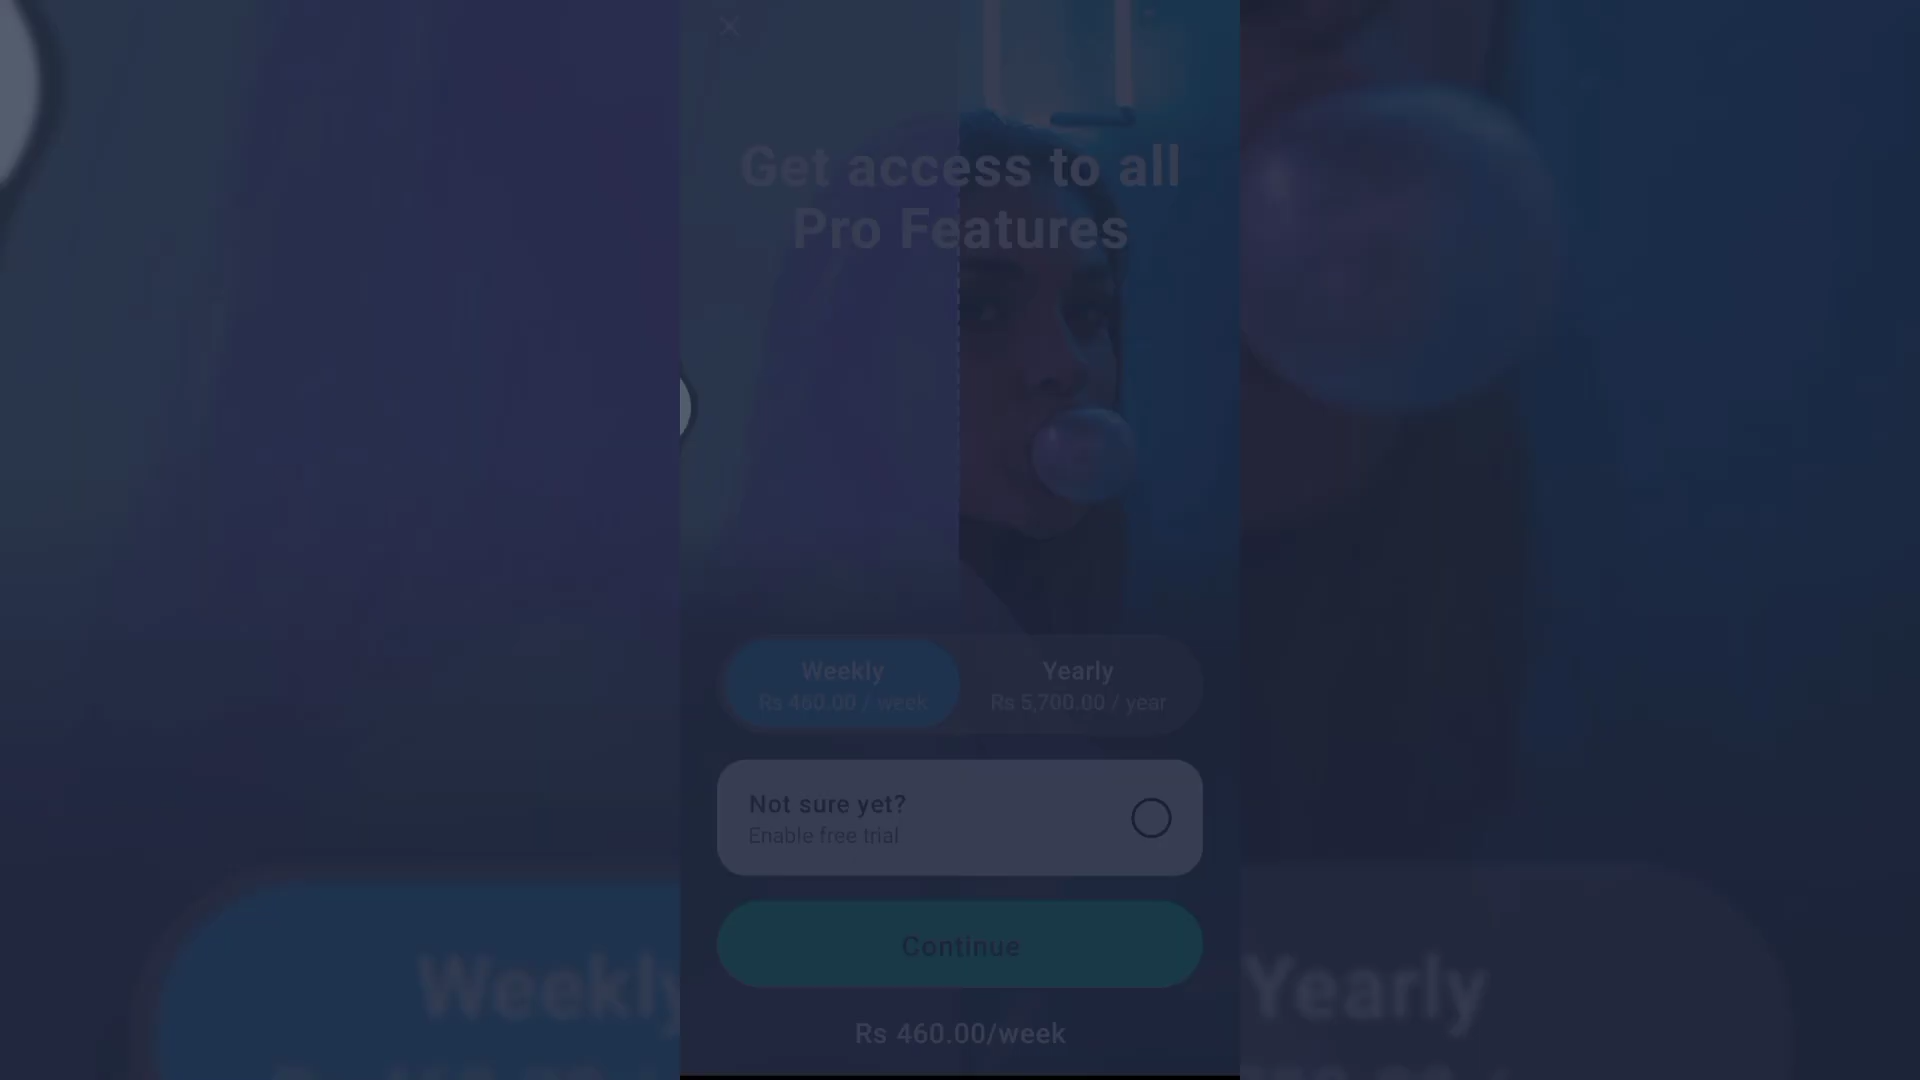 Get access to all
Pro Features
Weekly
Rs 460.00 / week
Yearly
Rs 5,700.00 / year
Not sure yet?
Enable free trial
Continue
Rs 460.00/week
Weekly
Yearly